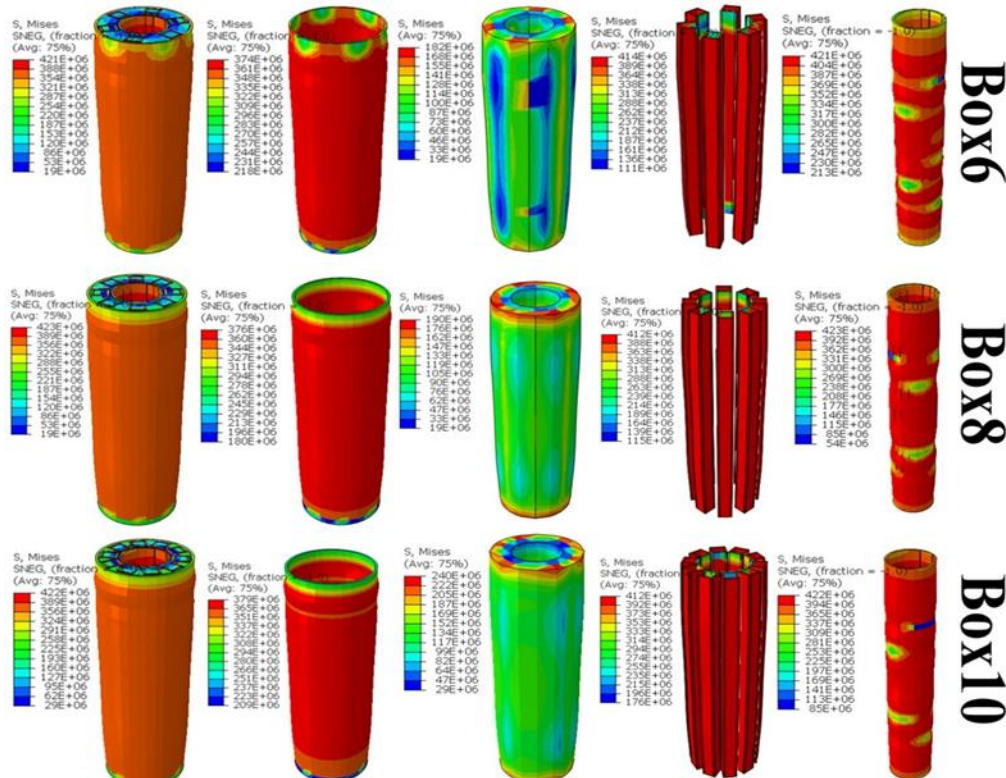 S, Mises
SNEG, (fraction
(Avg: 75%)
421E+06
388E+06
354E+06
321E+06
287E+06
254E+06
220E+06
187E+06
153E+06
120E+06
86E+06
53E+06
19E+06
S, Mises
SNEG, (fraction
(Avg: 75%)
374E+06
361E+06
348E+06
335E+06
322E+06
309E+06
296E+06
283E+06
270E+06
257E+06
244E+06
231E+06
218E+06
S, Mises
SNEG, (fraction
(Avg: 75%)
182E+06
168E+06
155E+06
141E+06
128E+06
114E+06
100E+06
87E+06
73E+06
60E+06
46E+06
33E+06
19E+06
S, Mises
SNEG, (fraction
(Avg: 75%)
414E+06
389E+06
364E+06
338E+06
313E+06
288E+06
262E+06
237E+06
212E+06
187E+06
161E+06
136E+06
111E+06
S, Mises
SNEG, (fraction = -1.0)
(Avg: 75%)
421E+06
404E+06
387E+06
369E+06
352E+06
334E+06
317E+06
300E+06
282E+06
265E+06
247E+06
230E+06
213E+06
Box6
S, Mises
SNEG, (fraction
(Avg: 75%)
423E+06
389E+06
356E+06
322E+06
288E+06
255E+06
221E+06
187E+06
154E+06
120E+06
86E+06
53E+06
19E+06
S, Mises
SNEG, (fraction
(Avg: 75%)
376E+06
360E+06
344E+06
327E+06
311E+06
294E+06
278E+06
262E+06
245E+06
229E+06
213E+06
196E+06
180E+06
S, Mises
SNEG, (fraction
(Avg: 75%)
190E+06
176E+06
162E+06
147E+06
133E+06
119E+06
105E+06
90E+06
76E+06
62E+06
47E+06
33E+06
19E+06
S, Mises
SNEG, (fraction
(Avg: 75%)
412E+06
388E+06
363E+06
338E+06
313E+06
288E+06
263E+06
239E+06
214E+06
189E+06
164E+06
139E+06
115E+06
S, Mises
SNEG, (fraction = -1.0)
(Avg: 75%)
423E+06
392E+06
362E+06
331E+06
300E+06
269E+06
238E+06
208E+06
177E+06
146E+06
115E+06
85E+06
54E+06
Box8
S, Mises
SNEG, (fraction
(Avg: 75%)
422E+06
389E+06
356E+06
324E+06
291E+06
258E+06
225E+06
193E+06
160E+06
127E+06
95E+06
62E+06
29E+06
S, Mises
SNEG, (fraction
(Avg: 75%)
379E+06
365E+06
351E+06
337E+06
322E+06
308E+06
294E+06
280E+06
266E+06
251E+06
237E+06
223E+06
209E+06
S, Mises
SNEG, (fraction
(Avg: 75%)
240E+06
222E+06
205E+06
187E+06
169E+06
152E+06
134E+06
117E+06
99E+06
82E+06
64E+06
47E+06
29E+06
S, Mises
SNEG, (fraction
(Avg: 75%)
412E+06
392E+06
373E+06
353E+06
333E+06
314E+06
294E+06
274E+06
255E+06
235E+06
215E+06
196E+06
176E+06
S, Mises
SNEG, (fraction = -1.0)
(Avg: 75%)
422E+06
394E+06
365E+06
337E+06
309E+06
281E+06
253E+06
225E+06
197E+06
169E+06
141E+06
113E+06
85E+06
Box10